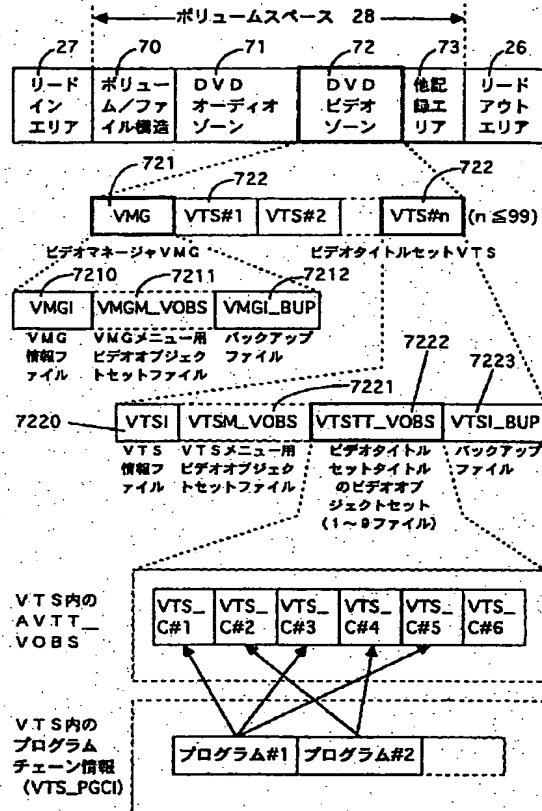 ボリュームスペース 28
27 70 71 72 73 26
リード
イン
エリア
ボリュー
ム/ファ
イル構造
DVD
オーディオ
ゾーン
DVD
ビデオ
ゾーン
他記
録エ
リア
リード
アウト
エリア
721 722 722
VMG VTS#1 VTS#2 VTS#n (n≦99)
ビデオマネージャVMG ビデオタイトルセットVTS
7210 7211 7212
VMGI VMGM_VOBS VMGI_BUP
VMG
情報フ
ァイル
VMGメニュー用
ビデオオブジェク
トセットファイル
バックアップ
ファイル
7222
7221 7223
7220 VTSI VTSM_VOBS VTSTT_VOBS VTSI_BUP
VTS
情報フ
ァイル
VTSメニュー用
ビデオオブジェク
トセットファイル
ビデオタイトル
セットタイトル
のビデオオブ
ジェクトセット
(1〜9ファイル)
バックアップ
ファイル
VTS内の
AVTT_
VOBS
VTS_
C#1
VTS_
C#2
VTS_
C#3
VTS_
C#4
VTS_
C#5
VTS_
C#6
VTS内の
プログラム
チェーン情報
(VTS_PGCI)
プログラム#1 プログラム#2